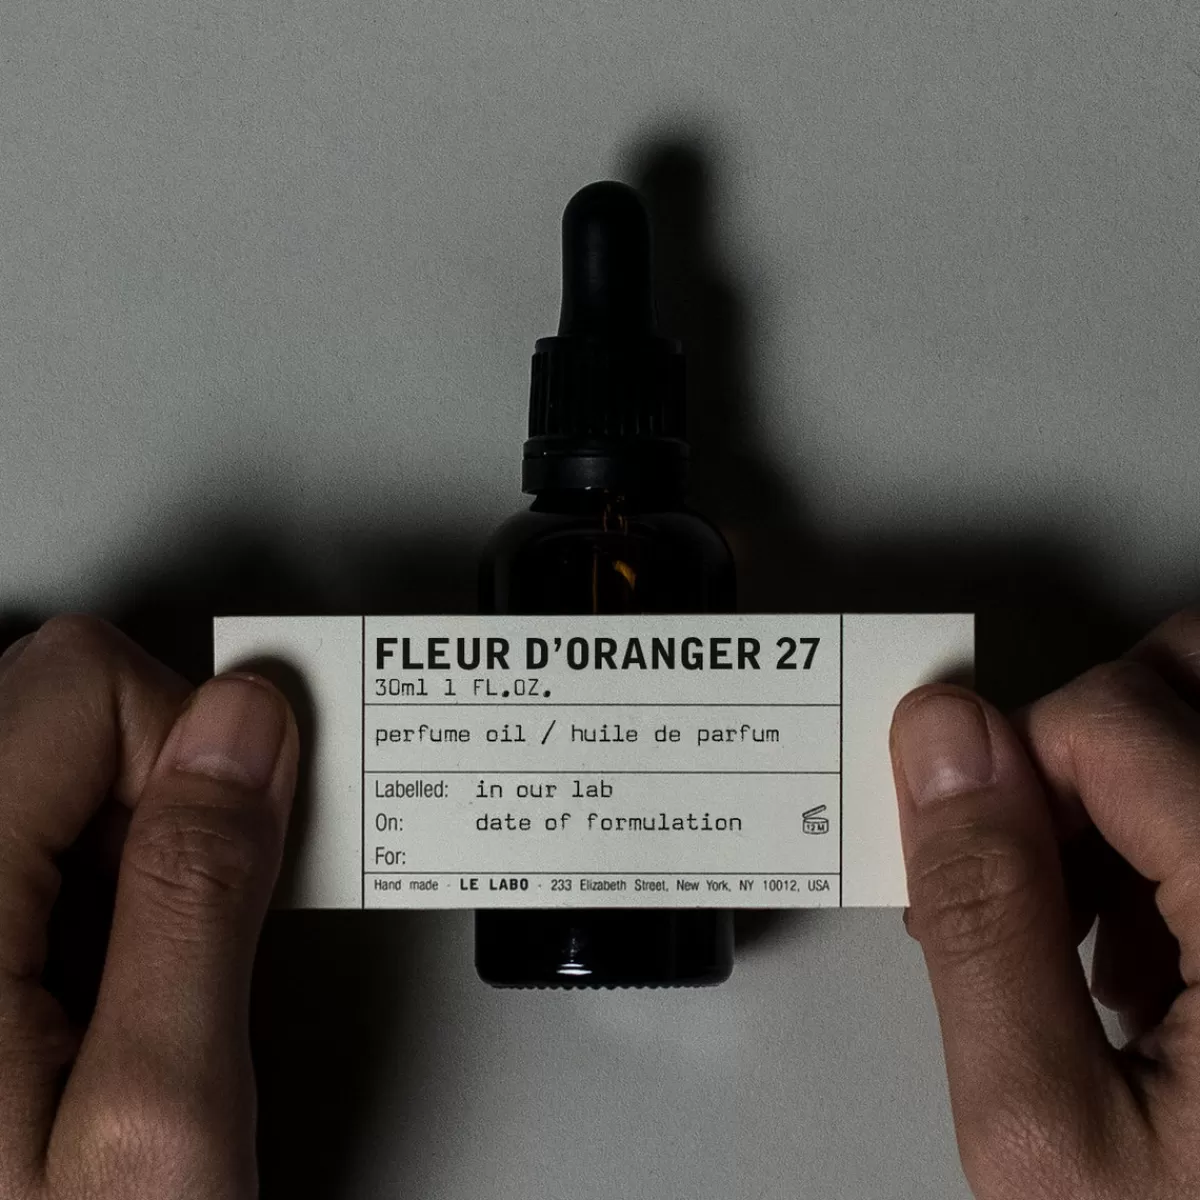 FLEUR D'ORANGER 27
30ml 1 FL.OZ.
perfume oil / huile de parfum
Labelled: in our lab
On: date of formulation
12M
For:
Hand made - LE LABO - 233 Elizabeth Street, New York, NY 10012, USA